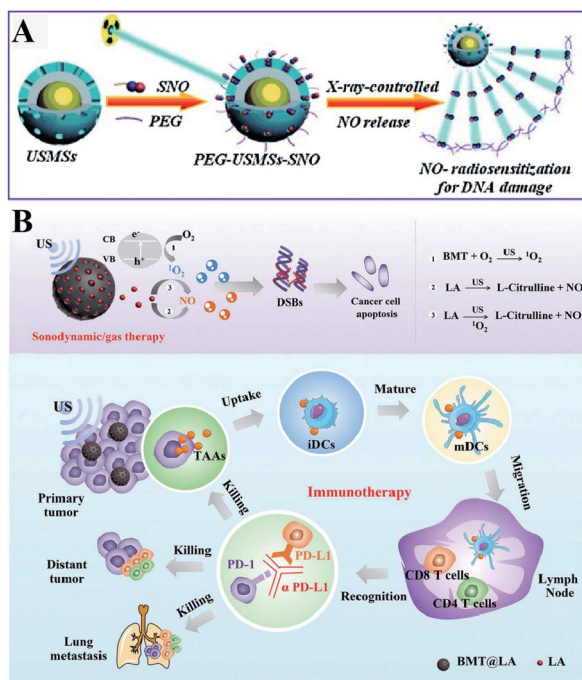 A
SNO
PEG
USMSs
PEG-USMSs-SNO
X-ray-controlled
NO release
NO- radiosensitization
for DNA damage
B
US
CB
e⁻
O₂
1
VB
h⁺
¹O₂
3
NO
2
DSBs
Cancer cell
apoptosis
Sonodynamic/gas therapy
1 BMT + O₂ US ¹O₂
2 LA US L-Citrulline + NO
3 LA US ¹O₂ L-Citrulline + NO
US
Primary
tumor
TAAs
Uptake
iDCs
Mature
mDCs
Migration
Immunotherapy
Killing
Distant
tumor
Killing
PD-1
PD-L1
α PD-L1
Recognition
CD8 T cells
CD4 T cells
Lymph
Node
Killing
Lung
metastasis
BMT@LA
LA